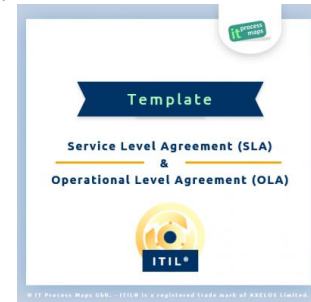 it process
maps
Template
Service Level Agreement (SLA)
&
Operational Level Agreement (OLA)
ITIL®
© IT Process Maps GbR. - ITIL® is a registered trade mark of AXELOS Limited.